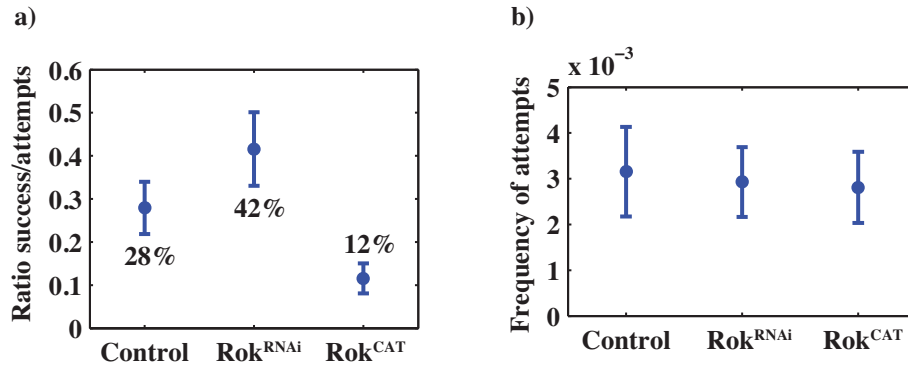 a)
Ratio success/attempts
0.6
0.5
0.4
0.3
0.2
0.1
0
28%
42%
12%
Control Rok^RNAi Rok^CAT
b)
x 10^−3
Frequency of attempts
5
4
3
2
1
0
Control Rok^RNAi Rok^CAT